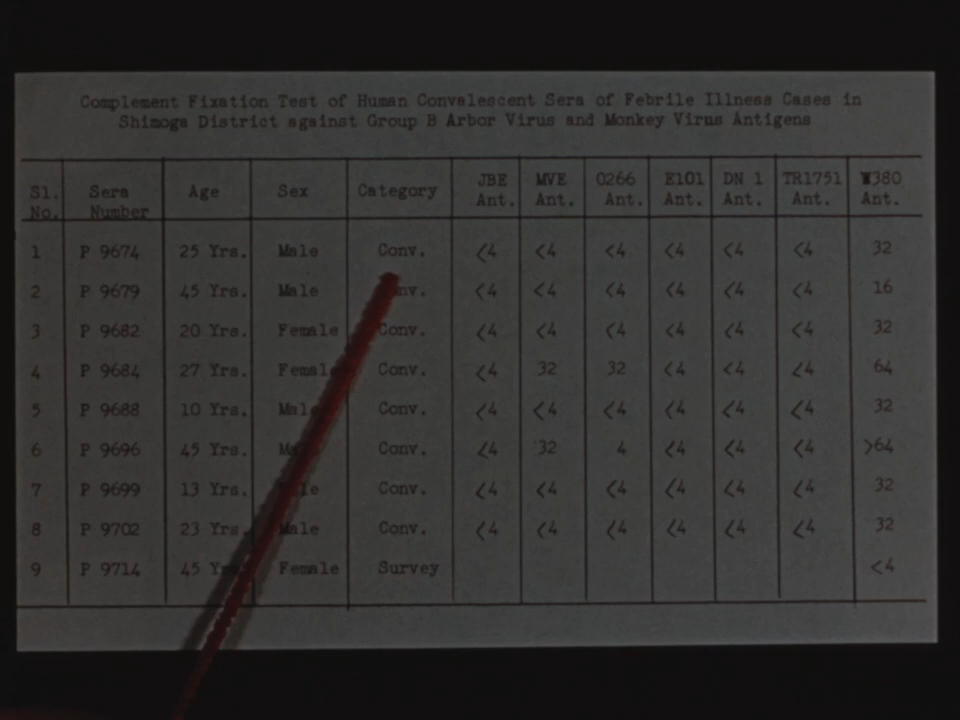 Complement Fixation Test of Human Convalescent Sera of Febrile Illness Cases in
Shimoga District against Group B Arbor Virus and Monkey Virus Antigens
Sl. No. Sera Number Age Sex Category JBE Ant. MVE Ant. 0266 Ant. E101 Ant. DN 1 Ant. TR1751 Ant. W380 Ant.
1 P 9674 25 Yrs. Male Conv. <4 <4 <4 <4 <4 <4 32
2 P 9679 45 Yrs. Male <4 <4 <4 <4 <4 <4 16
3 P 9682 20 Yrs. Female Conv. <4 <4 <4 <4 <4 <4 32
4 P 9684 27 Yrs. Female Conv. <4 32 32 <4 <4 <4 64
5 P 9688 10 Yrs. Male Conv. <4 <4 <4 <4 <4 <4 32
6 P 9696 45 Yrs. Conv. <4 32 4 <4 <4 <4 >64
7 P 9699 13 Yrs. Conv. <4 <4 <4 <4 <4 <4 32
8 P 9702 23 Yrs. Male Conv. <4 <4 <4 <4 <4 <4 32
9 P 9714 45 Yrs. Female Survey <4